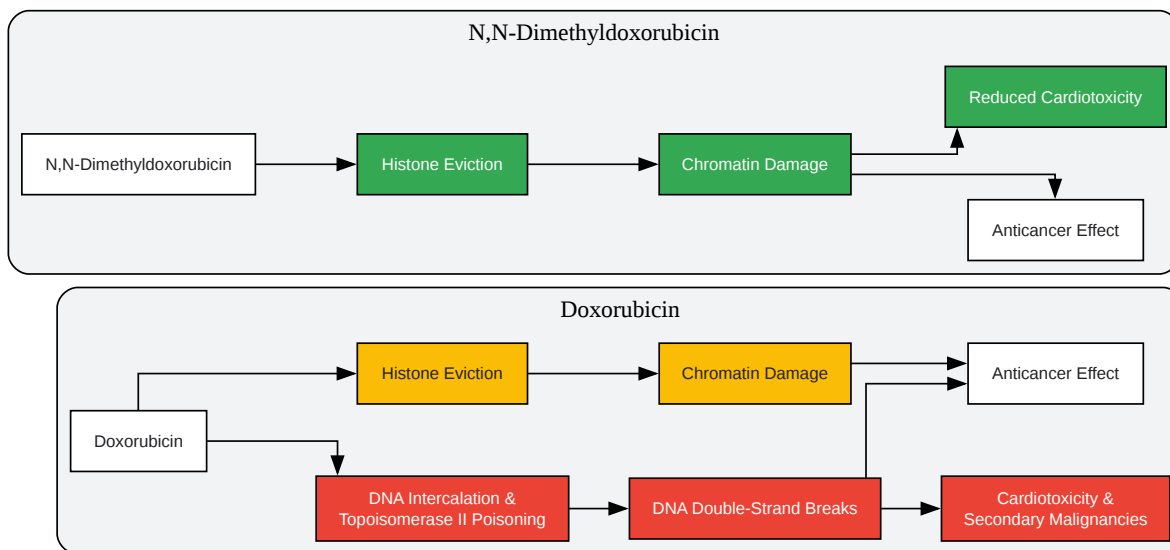 N,N-Dimethyldoxorubicin
Reduced Cardiotoxicity
N,N-Dimethyldoxorubicin
Histone Eviction
Chromatin Damage
Anticancer Effect
Doxorubicin
Histone Eviction
Chromatin Damage
Anticancer Effect
Doxorubicin
DNA Intercalation &
Topoisomerase II Poisoning
DNA Double-Strand Breaks
Cardiotoxicity &
Secondary Malignancies